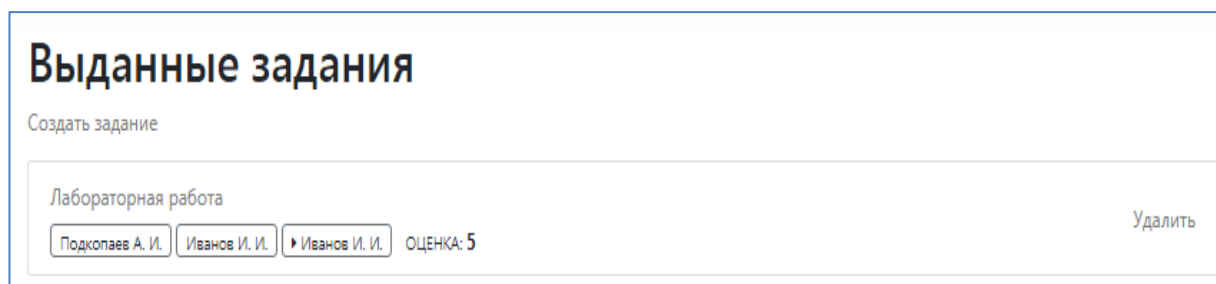 Выданные задания
Создать задание
Лабораторная работа
Подкопаев А. И. Иванов И. И. Иванов И. И. ОЦЕНКА: 5
Удалить